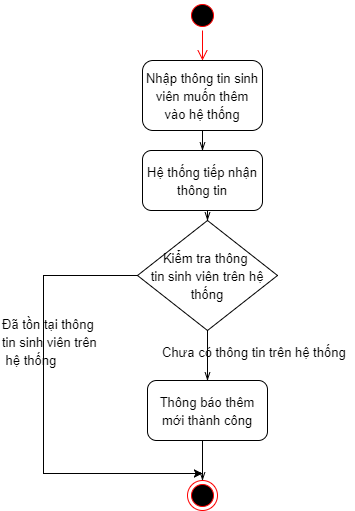 Nhập thông tin sinh
viên muốn thêm
vào hệ thống
Hệ thống tiếp nhận
thông tin
Kiểm tra thông
tin sinh viên trên hệ
thống
Đã tồn tại thông
tin sinh viên trên
hệ thống
Chưa có thông tin trên hệ thống
Thông báo thêm
mới thành công